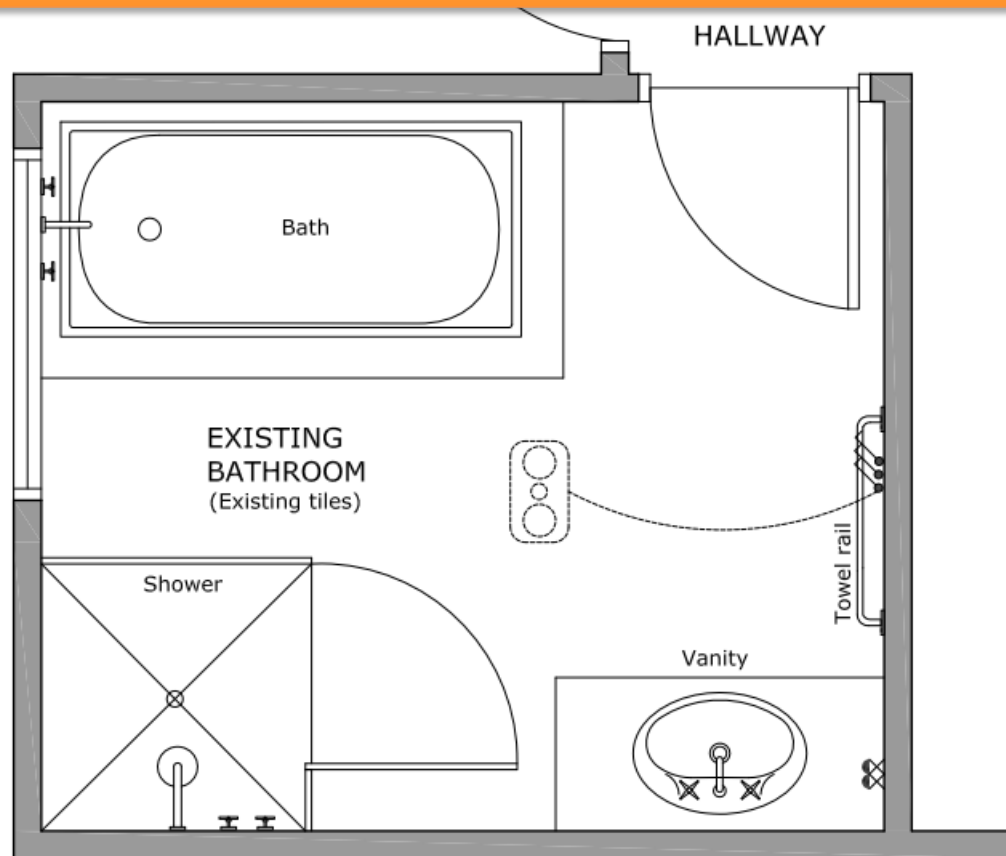 HALLWAY
Bath
EXISTING
BATHROOM
(Existing tiles)
Shower
Towel rail
Vanity